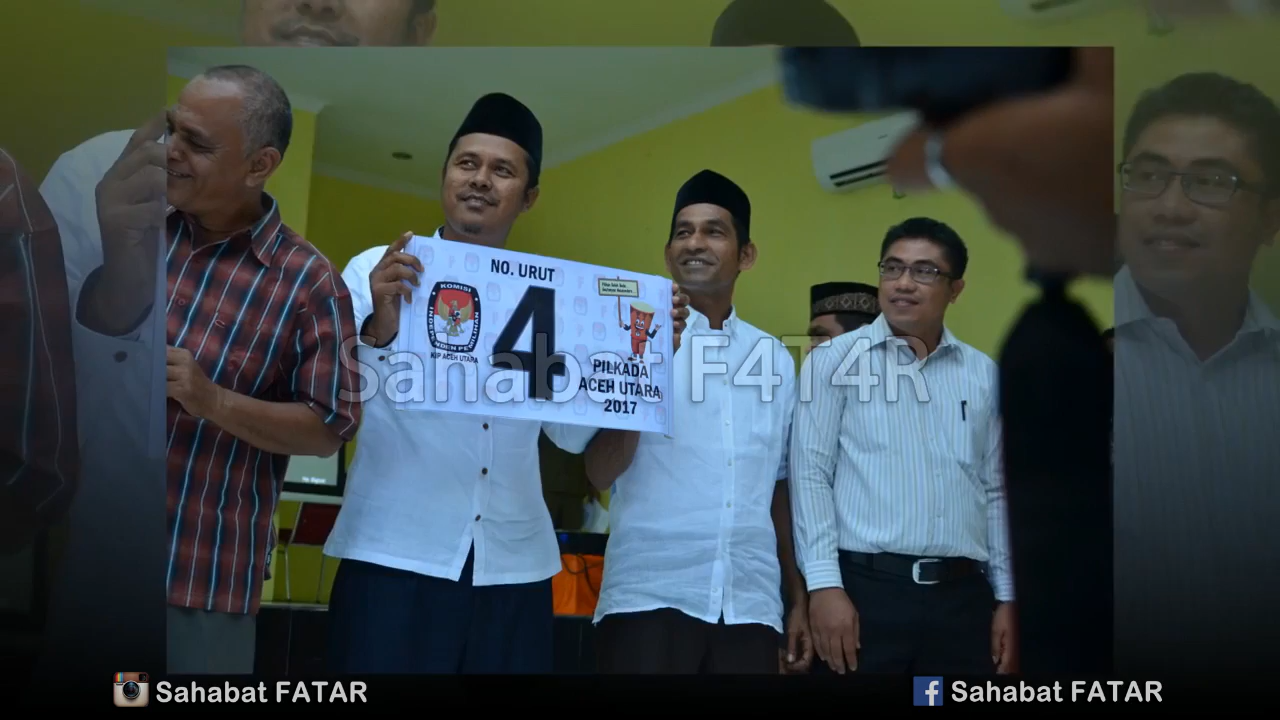 NO. URUT
4
KOMISI
INDEPENDEN PEMILIHAN
KIP ACEH UTARA
PILKADA
ACEH UTARA
2017
Sahabat F4T4R
Sahabat FATAR
Sahabat FATAR